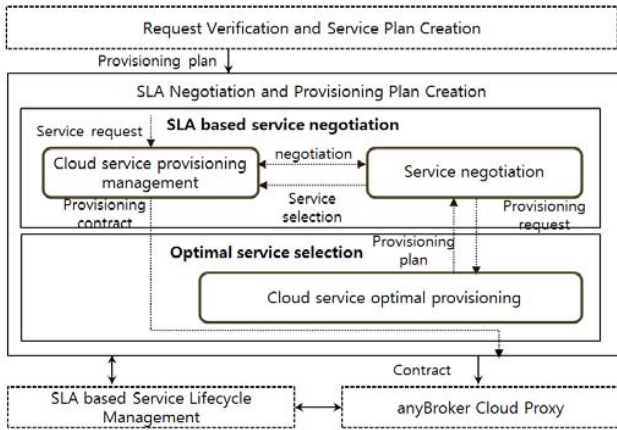 Request Verification and Service Plan Creation
Provisioning plan
SLA Negotiation and Provisioning Plan Creation
SLA based service negotiation
Service request
negotiation
Cloud service provisioning
management
Service negotiation
Service
selection
Provisioning
contract
Provisioning
request
Optimal service selection
Provisioning
plan
Cloud service optimal provisioning
Contract
SLA based Service Lifecycle
Management
anyBroker Cloud Proxy